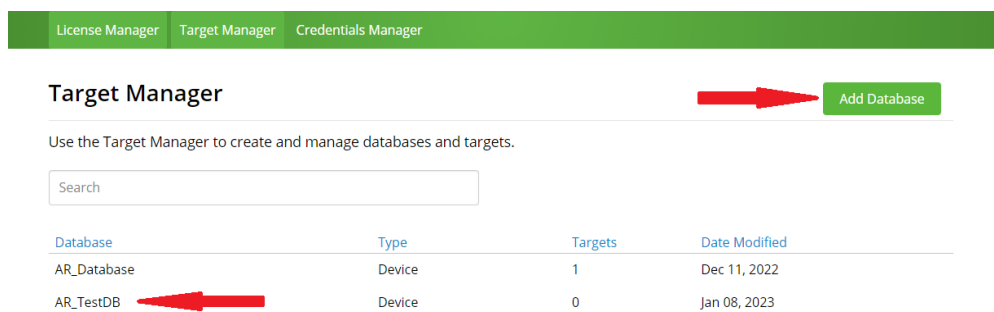 License Manager Target Manager Credentials Manager
Target Manager
Add Database
Use the Target Manager to create and manage databases and targets.
Search
Database Type Targets Date Modified
AR_Database Device 1 Dec 11, 2022
AR_TestDB Device 0 Jan 08, 2023